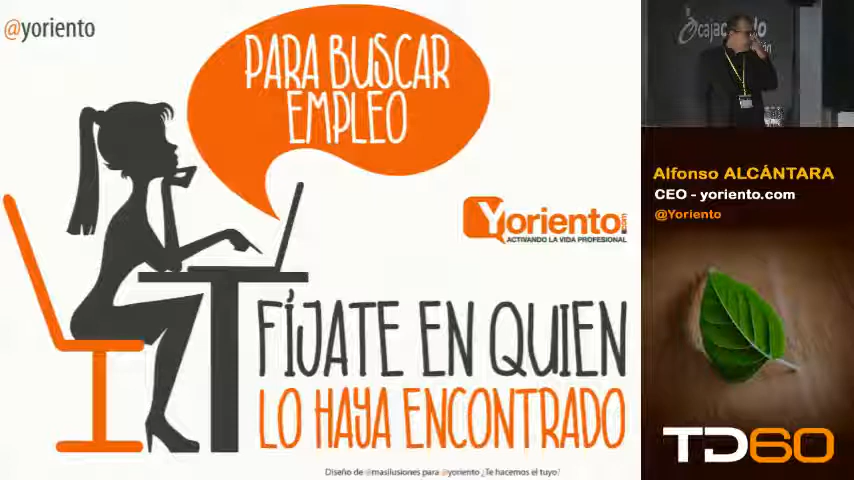 @yoriento
PARA BUSCAR
EMPLEO
Yoriento.com
ACTIVANDO LA VIDA PROFESIONAL
FÍJATE EN QUIEN
LO HAYA ENCONTRADO
Diseño de @masilusiones para @yoriento ¿Te hacemos el tuyo?
Alfonso ALCÁNTARA
CEO - yoriento.com
@Yoriento
TD60